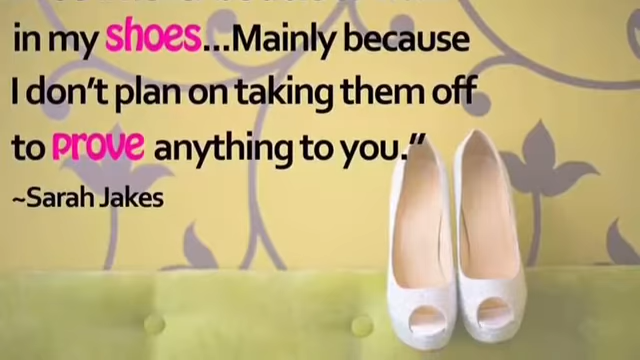 in my shoes...Mainly because
I don't plan on taking them off
to prove anything to you."
~Sarah Jakes